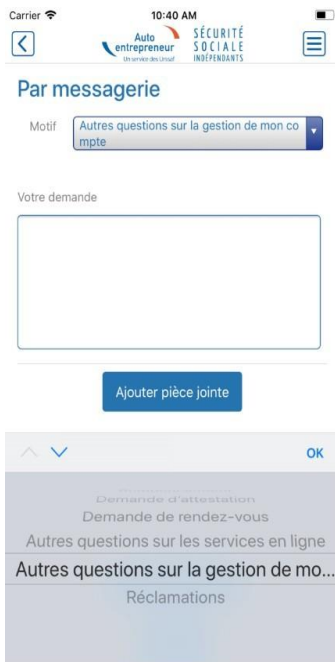 Carrier 10:40 AM
Auto
entrepreneur
Un service des Urssaf
SÉCURITÉ
SOCIALE
INDÉPENDANTS
Par messagerie
Motif
Autres questions sur la gestion de mon co
mpte
Votre demande
Ajouter pièce jointe
OK
Demande d'attestation
Demande de rendez-vous
Autres questions sur les services en ligne
Autres questions sur la gestion de mo...
Réclamations